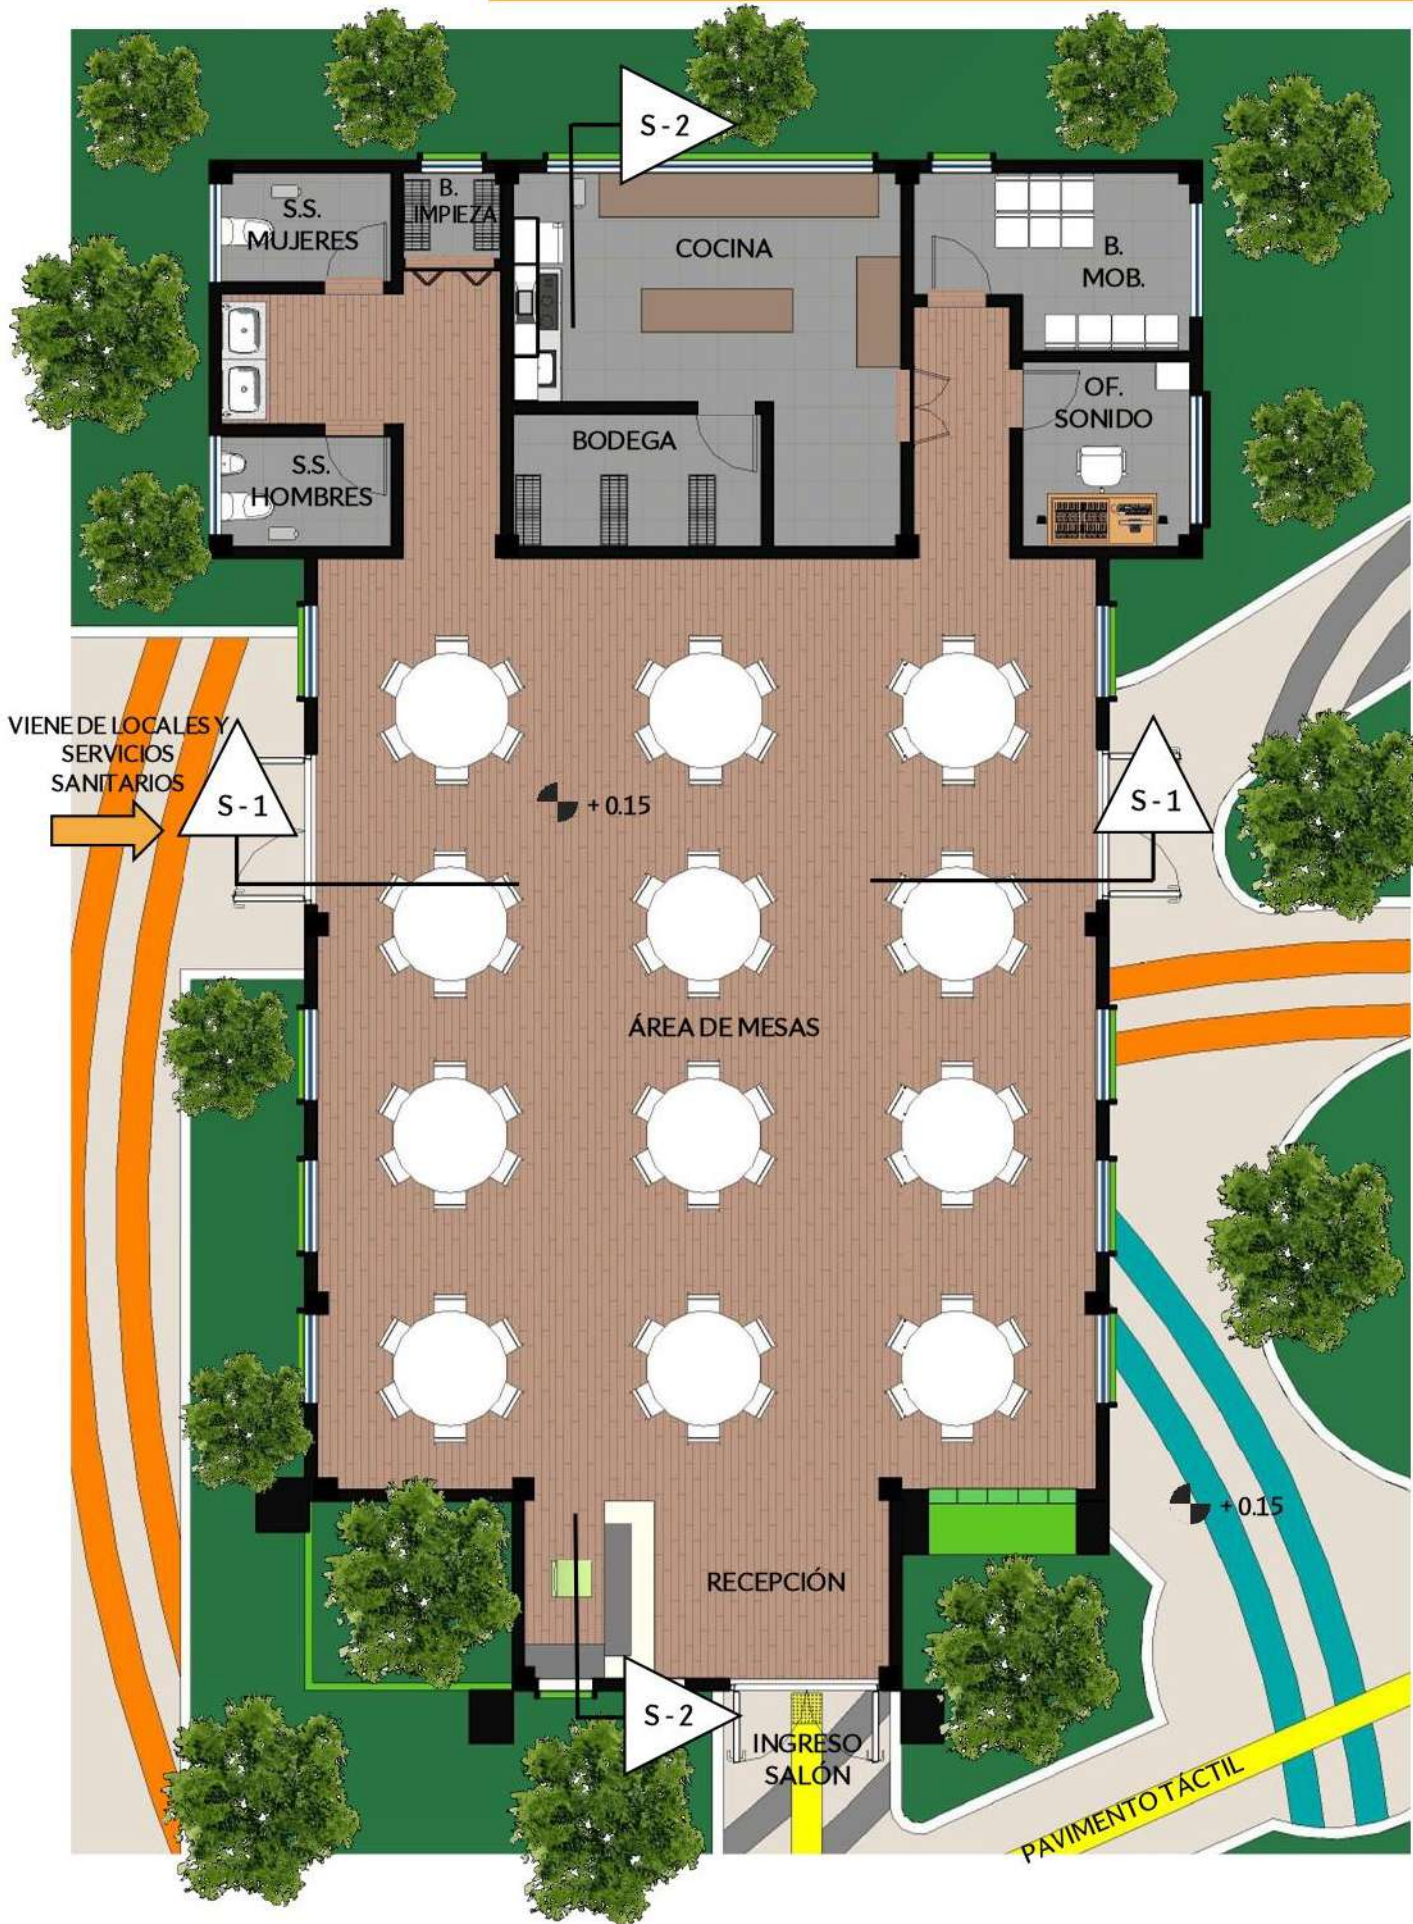 S - 2
S.S.
MUJERES
B.
IMPIEZA
COCINA
B.
MOB.
OF.
SONIDO
BODEGA
S.S.
HOMBRES
VIENE DE LOCALES Y
SERVICIOS
SANITARIOS
S - 1
+ 0.15
S - 1
ÁREA DE MESAS
+ 0.15
RECEPCIÓN
S - 2
INGRESO
SALÓN
PAVIMENTO TÁCTIL